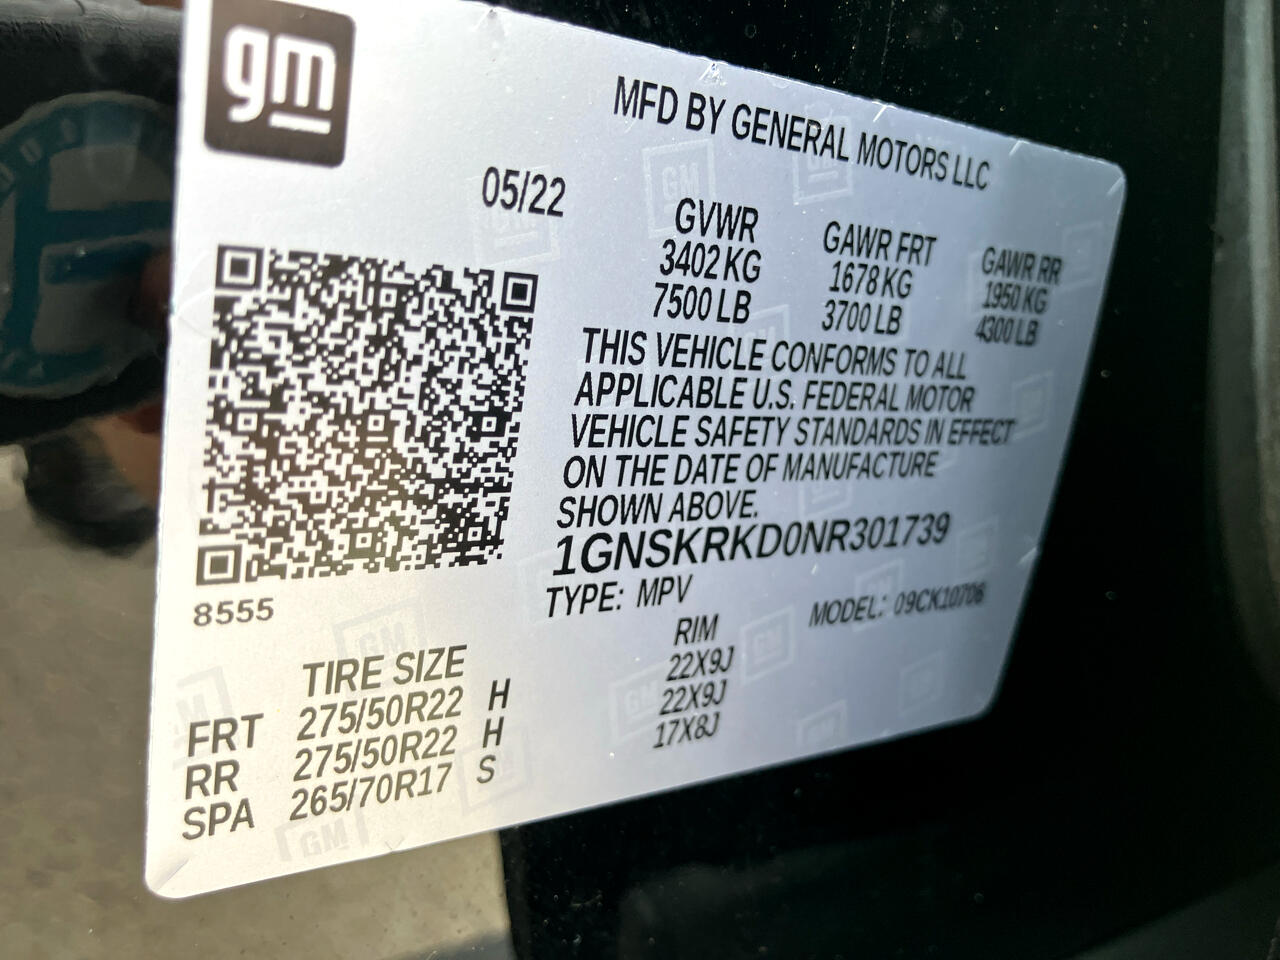 gm
MFD BY GENERAL MOTORS LLC
05/22
GVWR GAWR FRT GAWR RR
3402 KG 1678 KG 1950 KG
7500 LB 3700 LB 4300 LB
THIS VEHICLE CONFORMS TO ALL
APPLICABLE U.S. FEDERAL MOTOR
VEHICLE SAFETY STANDARDS IN EFFECT
ON THE DATE OF MANUFACTURE
SHOWN ABOVE.
1GNSKRKD0NR301739
8555
TYPE: MPV MODEL: 09CK10706
TIRE SIZE RIM
FRT 275/50R22 H 22X9J
RR 275/50R22 H 22X9J
SPA 265/70R17 S 17X8J